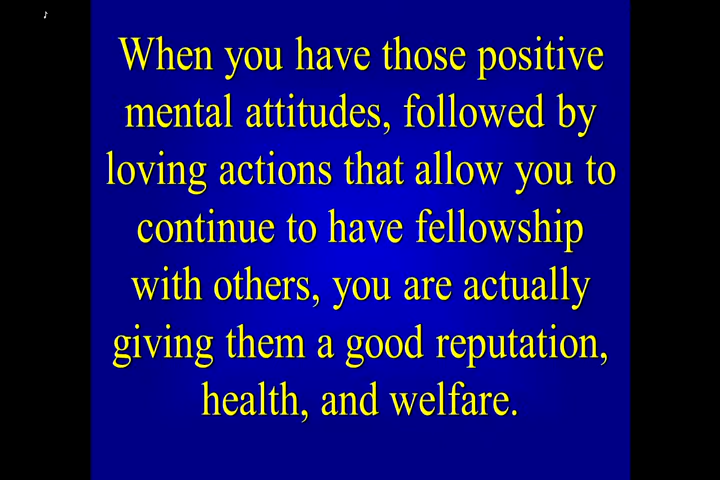 When you have those positive
mental attitudes, followed by
loving actions that allow you to
continue to have fellowship
with others, you are actually
giving them a good reputation,
health, and welfare.